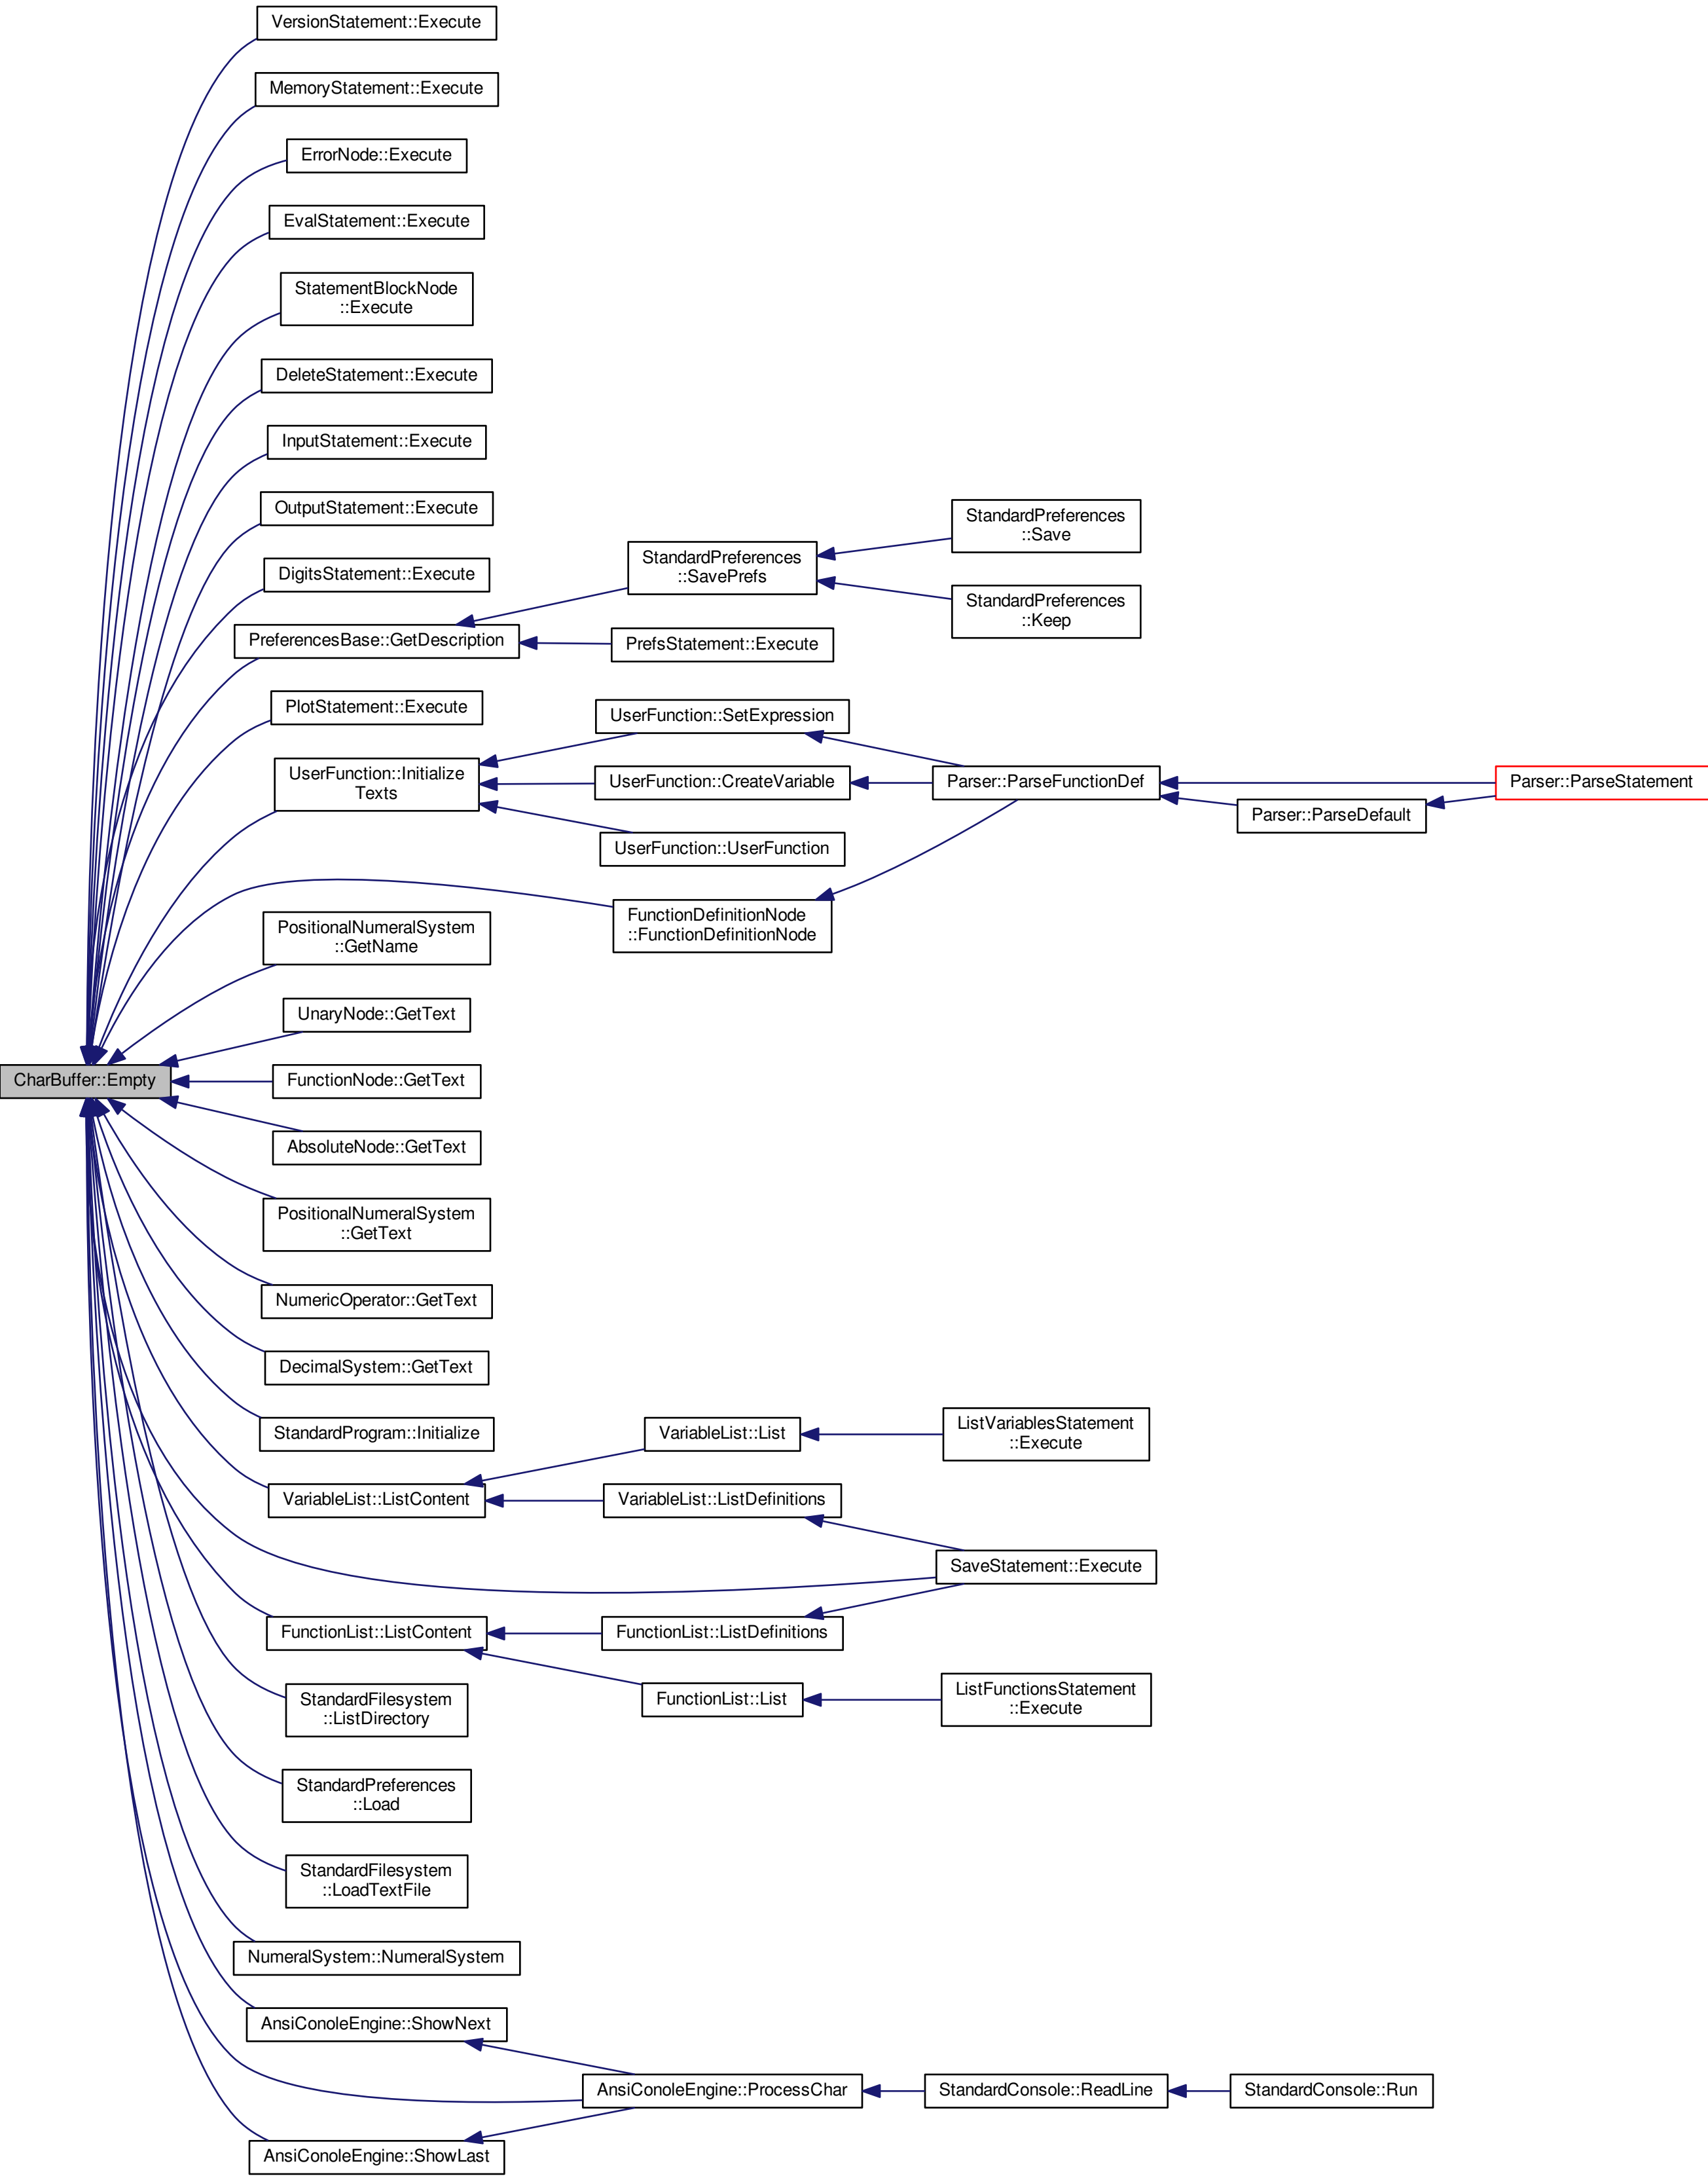 VersionStatement::Execute
MemoryStatement::Execute
ErrorNode::Execute
EvalStatement::Execute
StatementBlockNode
::Execute
DeleteStatement::Execute
InputStatement::Execute
OutputStatement::Execute
DigitsStatement::Execute
PreferencesBase::GetDescription
StandardPreferences
::SavePrefs
StandardPreferences
::Save
StandardPreferences
::Keep
PrefsStatement::Execute
PlotStatement::Execute
UserFunction::Initialize
Texts
UserFunction::SetExpression
UserFunction::CreateVariable
UserFunction::UserFunction
Parser::ParseFunctionDef
Parser::ParseStatement
Parser::ParseDefault
FunctionDefinitionNode
::FunctionDefinitionNode
PositionalNumeralSystem
::GetName
UnaryNode::GetText
CharBuffer::Empty
FunctionNode::GetText
AbsoluteNode::GetText
PositionalNumeralSystem
::GetText
NumericOperator::GetText
DecimalSystem::GetText
StandardProgram::Initialize
VariableList::ListContent
VariableList::List
ListVariablesStatement
::Execute
VariableList::ListDefinitions
SaveStatement::Execute
FunctionList::ListContent
FunctionList::ListDefinitions
FunctionList::List
ListFunctionsStatement
::Execute
StandardFilesystem
::ListDirectory
StandardPreferences
::Load
StandardFilesystem
::LoadTextFile
NumeralSystem::NumeralSystem
AnsiConoleEngine::ShowNext
AnsiConoleEngine::ProcessChar
StandardConsole::ReadLine
StandardConsole::Run
AnsiConoleEngine::ShowLast